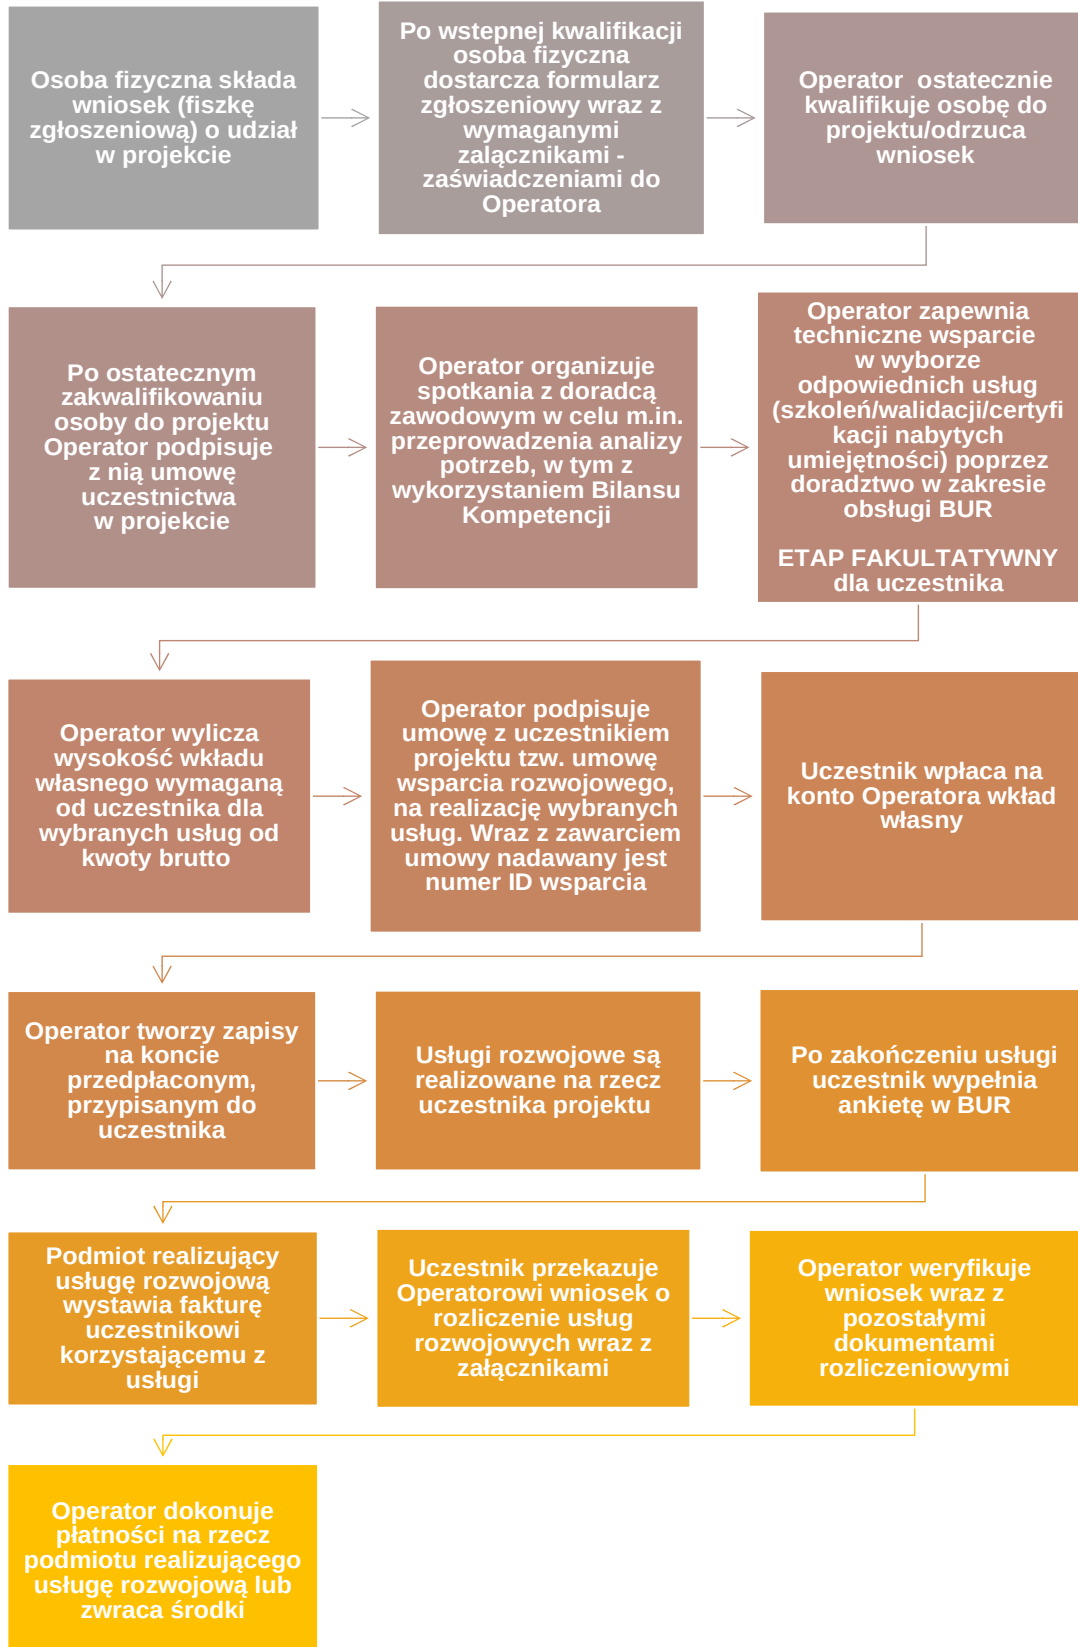 Osoba fizyczna składa
wniosek (fiszkę
zgłoszeniową) o udział
w projekcie
Po wstepnej kwalifikacji
osoba fizyczna
dostarcza formularz
zgłoszeniowy wraz z
wymaganymi
zalącznikami -
zaświadczeniami do
Operatora
Operator ostatecznie
kwalifikuje osobę do
projektu/odrzuca
wniosek
Po ostatecznym
zakwalifikowaniu
osoby do projektu
Operator podpisuje
z nią umowę
uczestnictwa
w projekcie
Operator organizuje
spotkania z doradcą
zawodowym w celu m.in.
przeprowadzenia analizy
potrzeb, w tym z
wykorzystaniem Bilansu
Kompetencji
Operator zapewnia
techniczne wsparcie
w wyborze
odpowiednich usług
(szkoleń/walidacji/certyfi
kacji nabytych
umiejętności) poprzez
doradztwo w zakresie
obsługi BUR
ETAP FAKULTATYWNY
dla uczestnika
Operator wylicza
wysokość wkładu
własnego wymaganą
od uczestnika dla
wybranych usług od
kwoty brutto
Operator podpisuje
umowę z uczestnikiem
projektu tzw. umowę
wsparcia rozwojowego,
na realizację wybranych
usług. Wraz z zawarciem
umowy nadawany jest
numer ID wsparcia
Uczestnik wpłaca na
konto Operatora wkład
własny
Operator tworzy zapisy
na koncie
przedpłaconym,
przypisanym do
uczestnika
Usługi rozwojowe są
realizowane na rzecz
uczestnika projektu
Po zakończeniu usługi
uczestnik wypełnia
ankietę w BUR
Podmiot realizujący
usługę rozwojową
wystawia fakturę
uczestnikowi
korzystającemu z
usługi
Uczestnik przekazuje
Operatorowi wniosek o
rozliczenie usług
rozwojowych wraz z
załącznikami
Operator weryfikuje
wniosek wraz z
pozostałymi
dokumentami
rozliczeniowymi
Operator dokonuje
płatności na rzecz
podmiotu realizującego
usługę rozwojową lub
zwraca środki